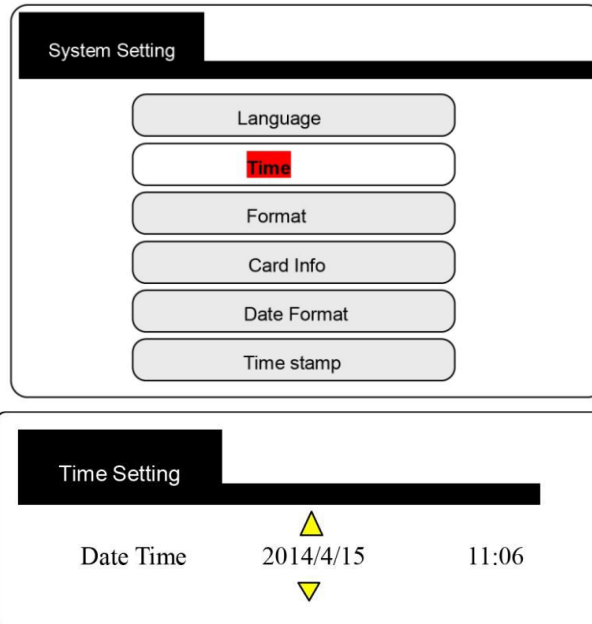 System Setting
Language
Time
Format
Card Info
Date Format
Time stamp
Time Setting
Date Time 2014/4/15 11:06